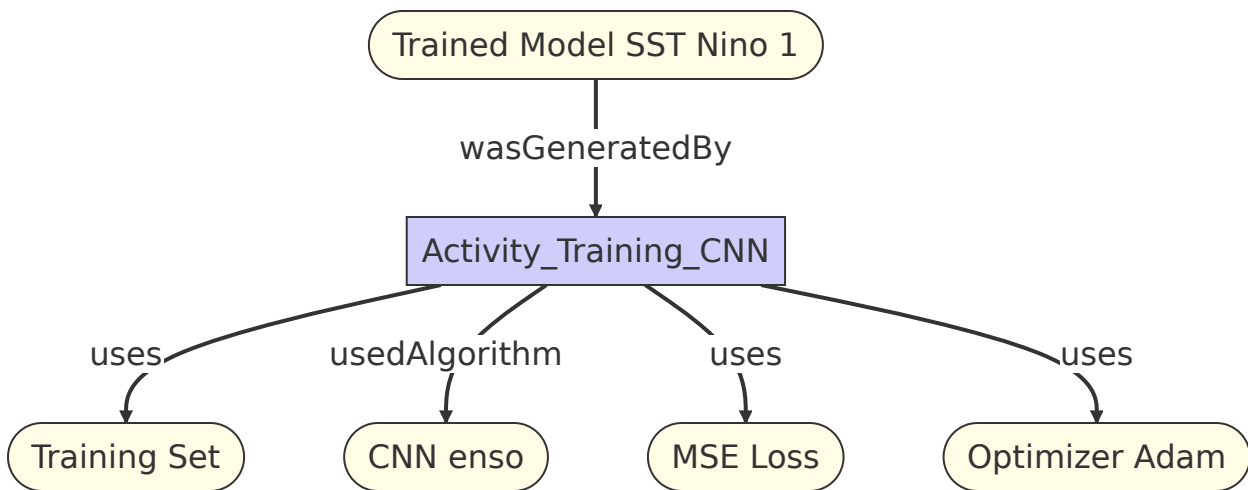 Trained Model SST Nino 1
wasGeneratedBy
Activity_Training_CNN
uses
usedAlgorithm
uses
uses
Training Set
CNN enso
MSE Loss
Optimizer Adam